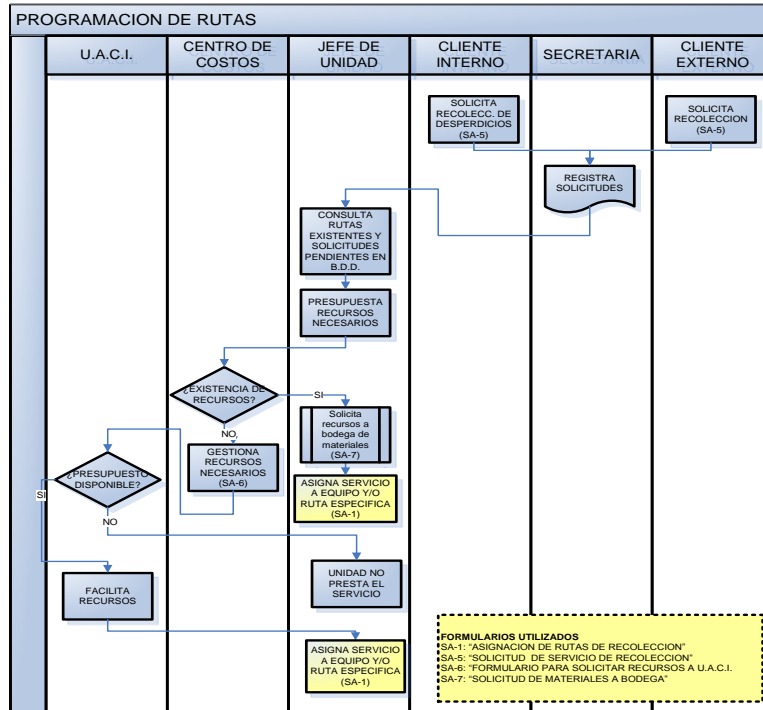 PROGRAMACION DE RUTAS
U.A.C.I.
CENTRO DE
COSTOS
JEFE DE
UNIDAD
CLIENTE
INTERNO
SECRETARIA
CLIENTE
EXTERNO
SOLICITA
RECOLECC. DE
DESPERDICIOS
(SA-5)
SOLICITA
RECOLECCION
(SA-5)
REGISTRA
SOLICITUDES
CONSULTA
RUTAS
EXISTENTES Y
SOLICITUDES
PENDIENTES EN
B.D.D.
PRESUPUESTA
RECURSOS
NECESARIOS
¿EXISTENCIA DE
RECURSOS?
SI
Solicita
recursos a
bodega de
materiales
(SA-7)
NO
GESTIONA
RECURSOS
NECESARIOS
(SA-6)
¿PRESUPUESTO
DISPONIBLE?
ASIGNA SERVICIO
A EQUIPO Y/O
RUTA ESPECIFICA
(SA-1)
SI
NO
UNIDAD NO
PRESTA EL
SERVICIO
FACILITA
RECURSOS
ASIGNA SERVICIO
A EQUIPO Y/O
RUTA ESPECIFICA
(SA-1)
FORMULARIOS UTILIZADOS
SA-1: “ASIGNACION DE RUTAS DE RECOLECCION”
SA-5: “SOLICITUD DE SERVICIO DE RECOLECCION”
SA-6: “FORMULARIO PARA SOLICITAR RECURSOS A U.A.C.I.
SA-7: “SOLICITUD DE MATERIALES A BODEGA”